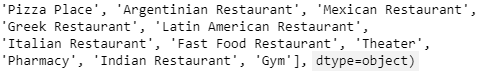 'Pizza Place', 'Argentinian Restaurant', 'Mexican Restaurant',
'Greek Restaurant', 'Latin American Restaurant',
'Italian Restaurant', 'Fast Food Restaurant', 'Theater',
'Pharmacy', 'Indian Restaurant', 'Gym'], dtype=object)